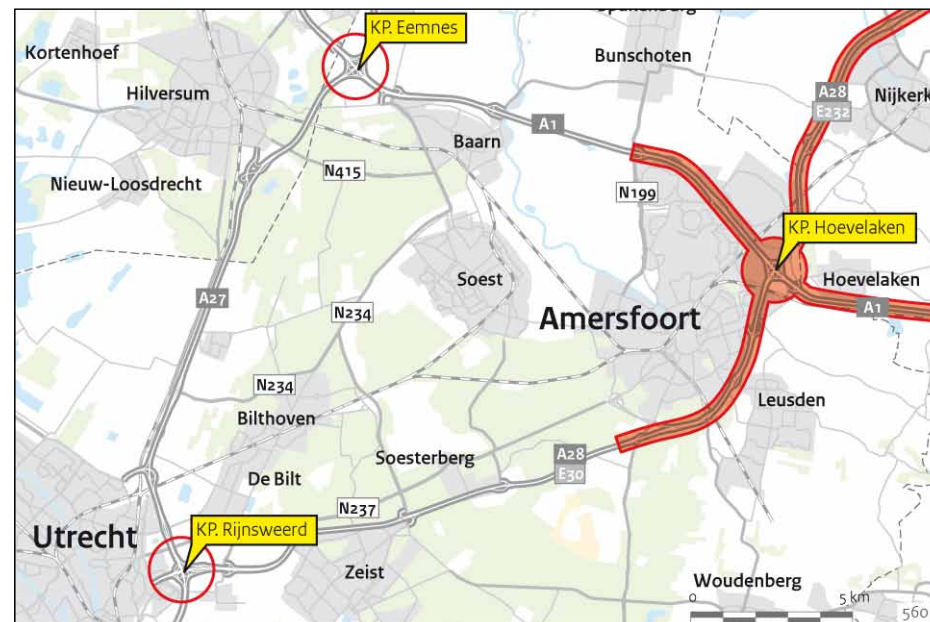 KP. Eemnes
Spakenburg
Kortenhoef
Bunschoten
Hilversum
A28
E232
Nijkerk
A1
Baarn
N415
Nieuw-Loosdrecht
N199
KP. Hoevelaken
Soest
Hoevelaken
A27
A1
N234
Amersfoort
N234
Leusden
Bilthoven
Soesterberg
A28
E30
De Bilt
N237
Utrecht
KP. Rijnsweerd
Zeist
Woudenberg
0 5 km
560